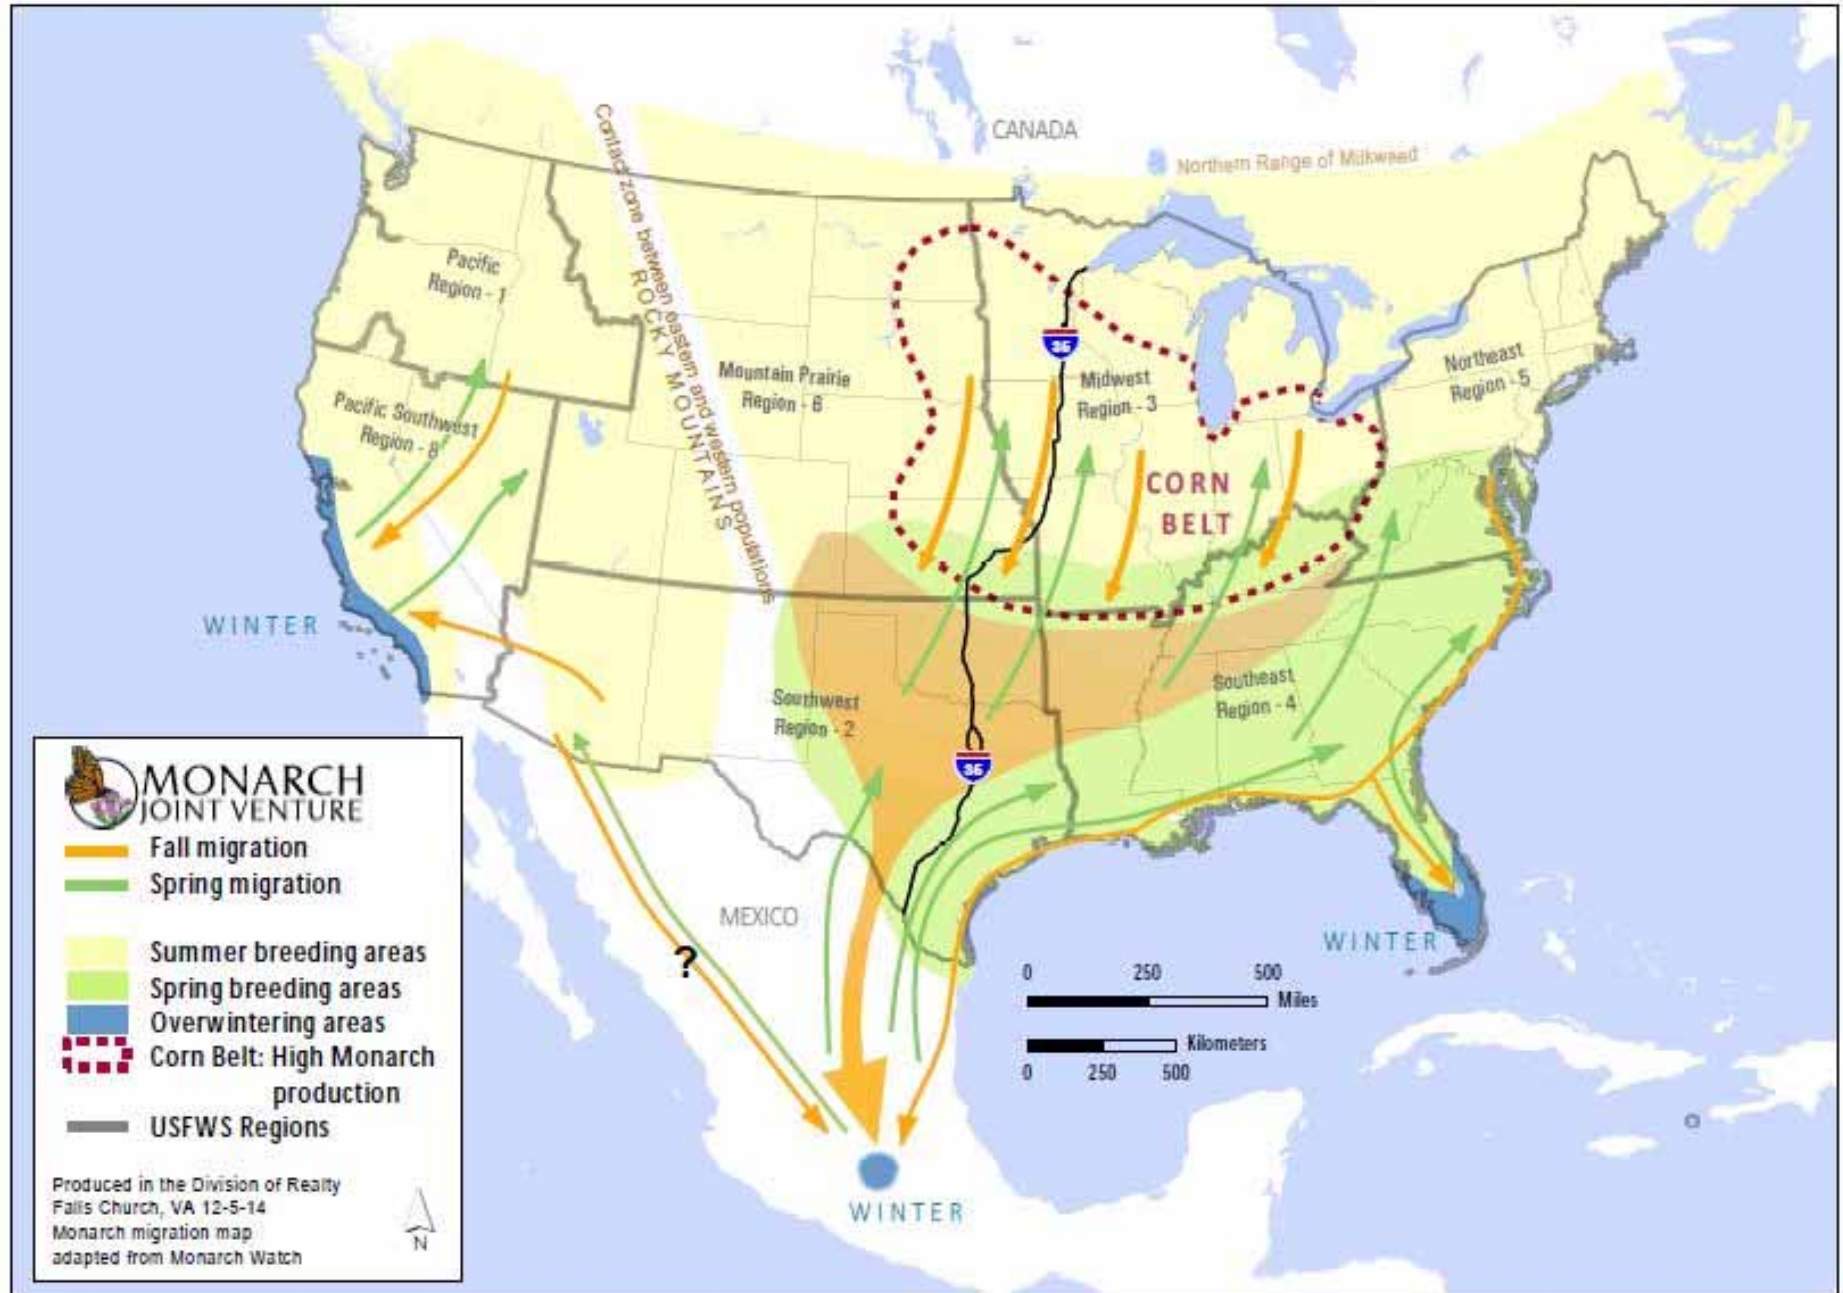 CANADA
Northern Range of Milkweed
Contact zone between eastern and western populations
ROCKY MOUNTAINS
Pacific
Region - 1
35
Mountain Prairie
Region - 6
Midwest
Region - 3
Northeast
Region - 5
Pacific Southwest
Region - 8
CORN
BELT
WINTER
Southwest
Region - 2
Southeast
Region - 4
35
MONARCH
JOINT VENTURE
Fall migration
Spring migration
Summer breeding areas
Spring breeding areas
Overwintering areas
Corn Belt: High Monarch
production
USFWS Regions
Produced in the Division of Realty
Falls Church, VA 12-5-14
Monarch migration map
adapted from Monarch Watch
N
MEXICO
?
WINTER
0 250 500
Miles
Kilometers
0 250 500
WINTER